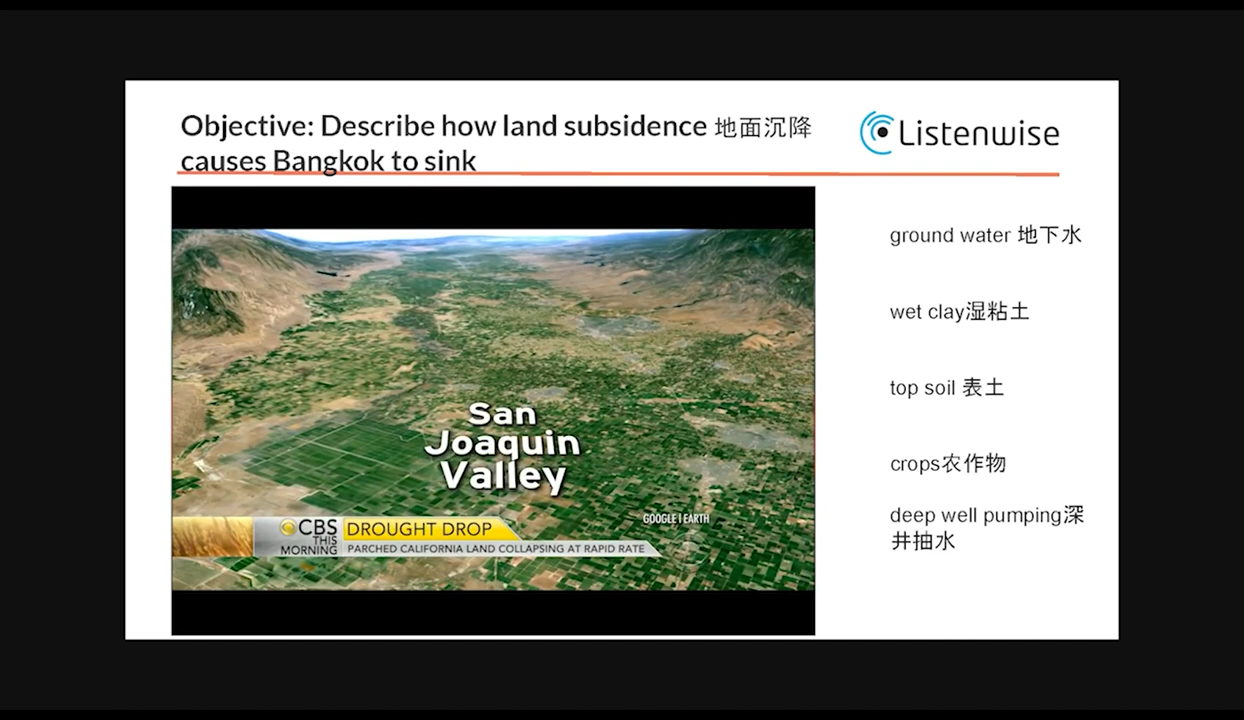 Objective: Describe how land subsidence 地面沉降
causes Bangkok to sink
Listenwise
San
Joaquin
Valley
GOOGLE | EARTH
CBS
THIS
MORNING
DROUGHT DROP
PARCHED CALIFORNIA LAND COLLAPSING AT RAPID RATE
ground water 地下水
wet clay湿粘土
top soil 表土
crops农作物
deep well pumping深
井抽水